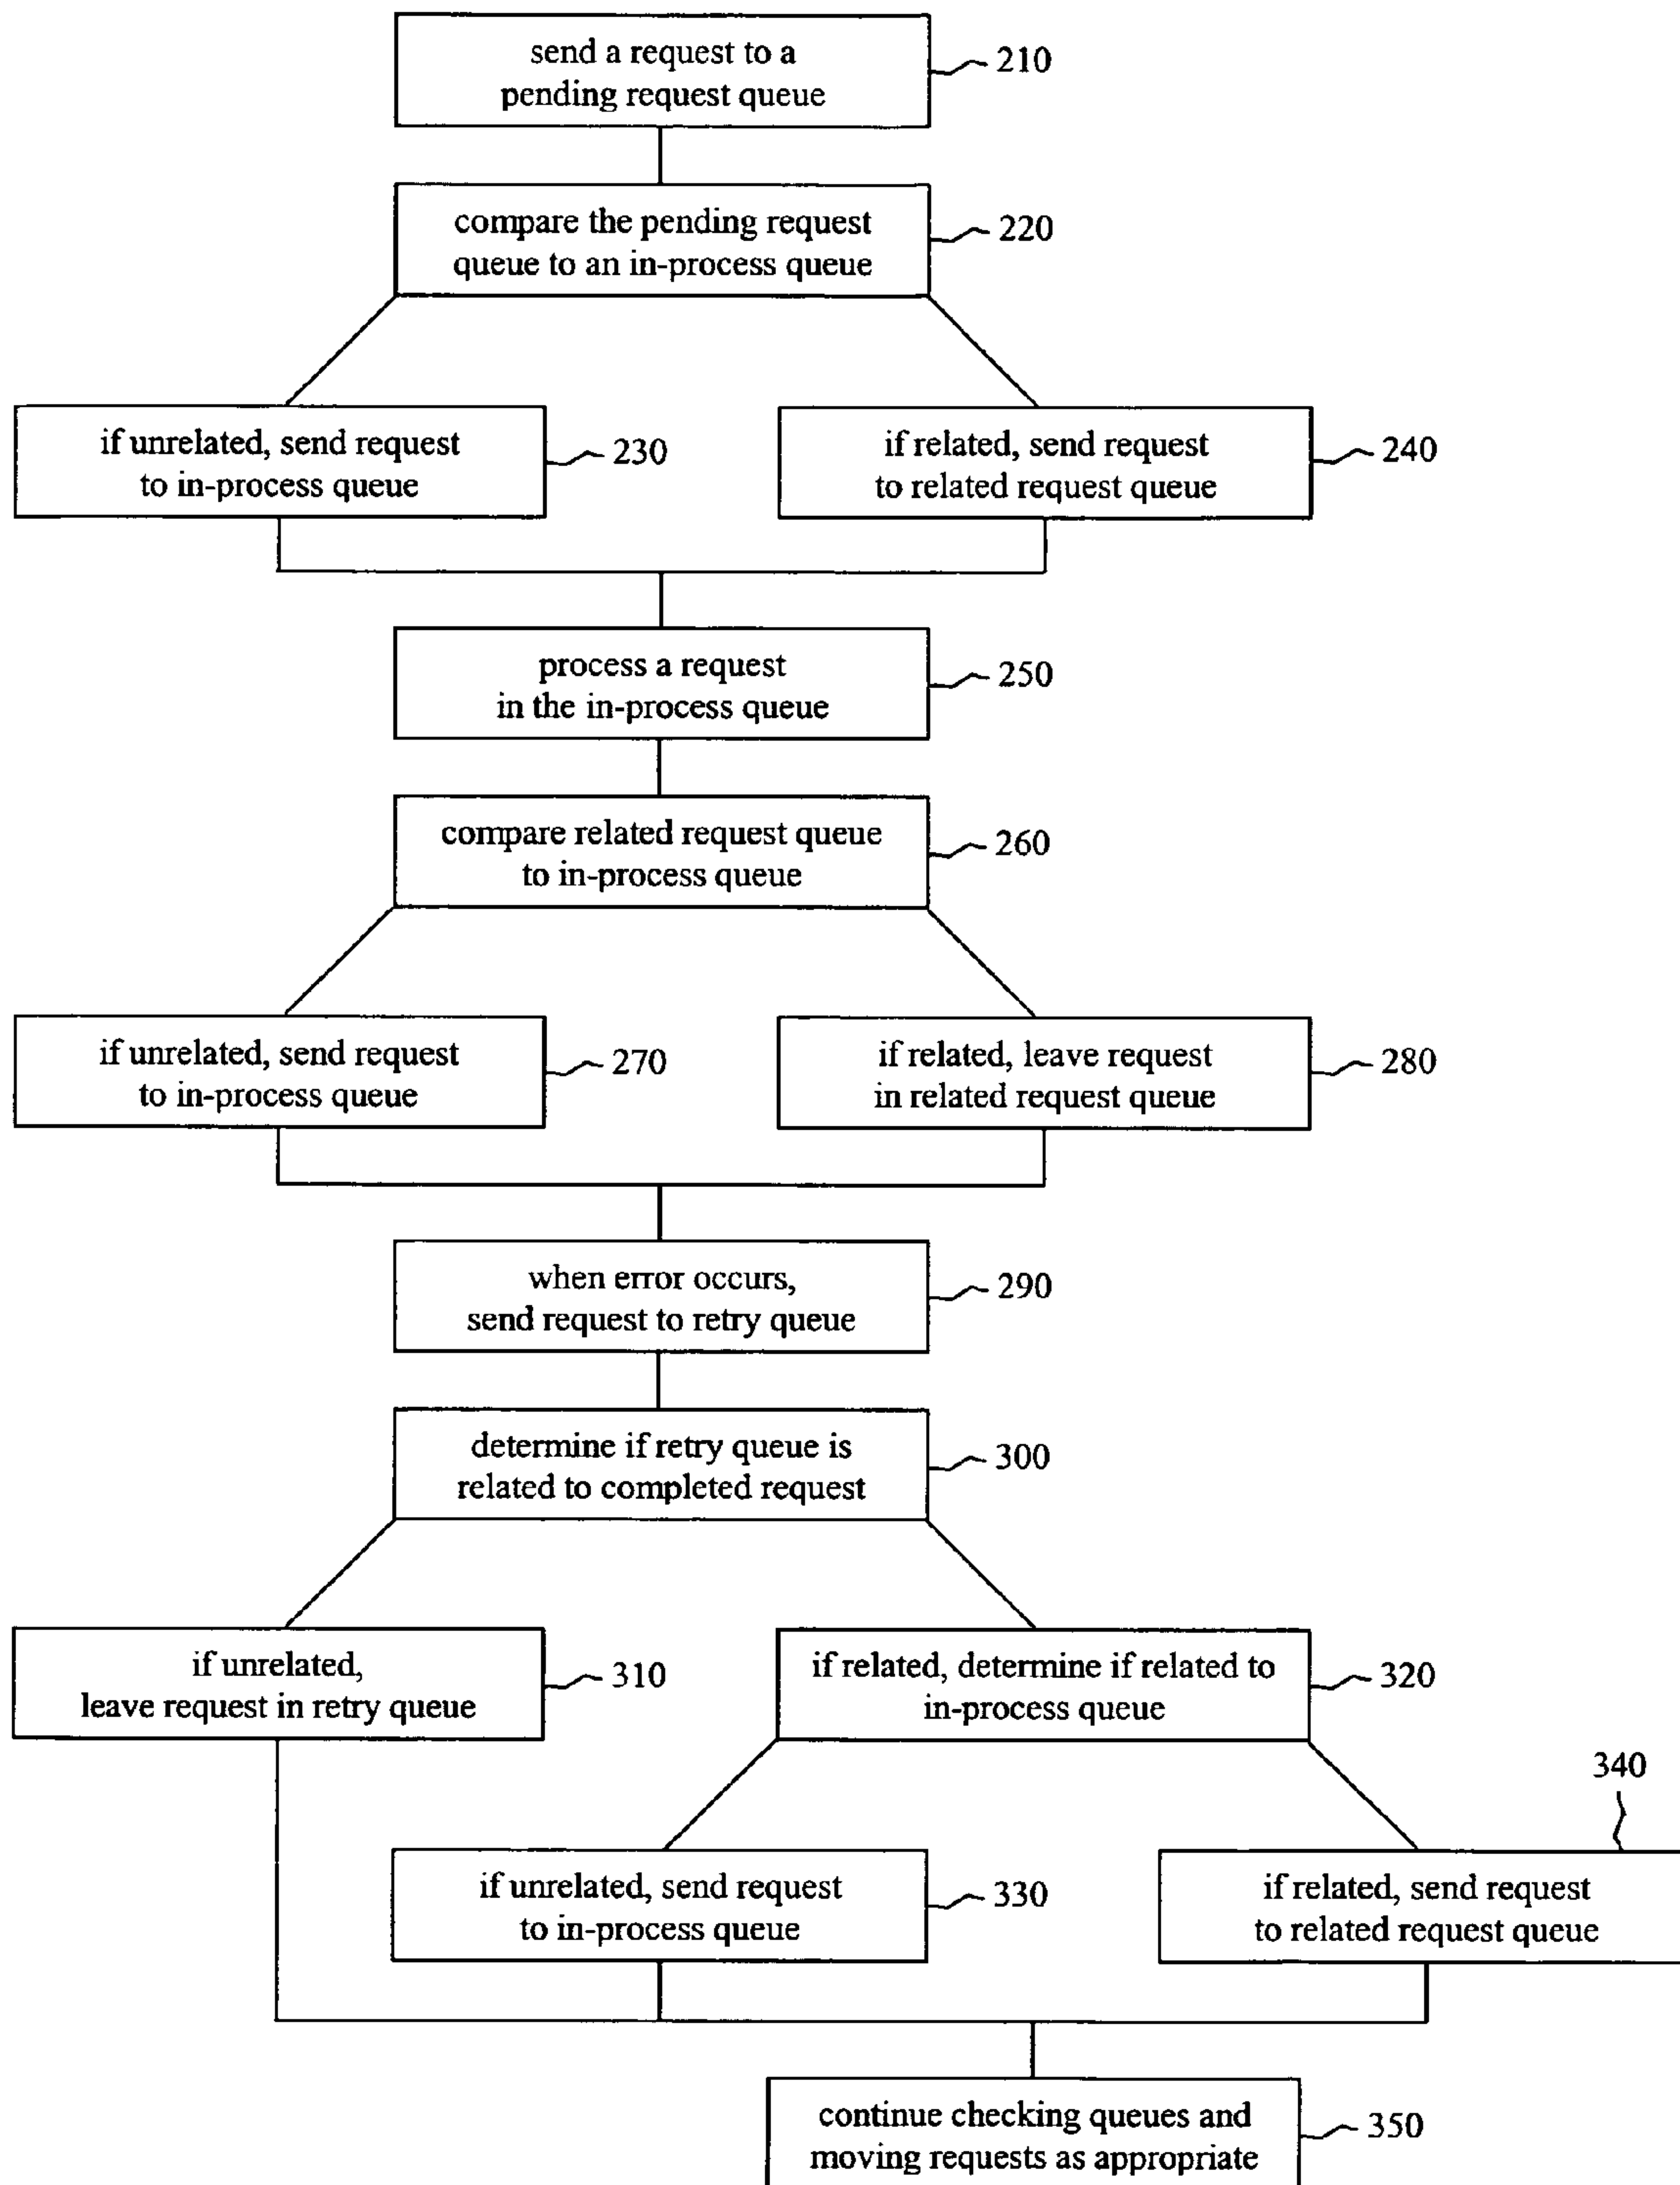 send a request to a
pending request queue
210
compare the pending request
queue to an in-process queue
220
if unrelated, send request
to in-process queue
230
if related, send request
to related request queue
240
process a request
in the in-process queue
250
compare related request queue
to in-process queue
260
if unrelated, send request
to in-process queue
270
if related, leave request
in related request queue
280
when error occurs,
send request to retry queue
290
determine if retry queue is
related to completed request
300
if unrelated,
leave request in retry queue
310
if related, determine if related to
in-process queue
320
if unrelated, send request
to in-process queue
330
340
if related, send request
to related request queue
continue checking queues and
moving requests as appropriate
350